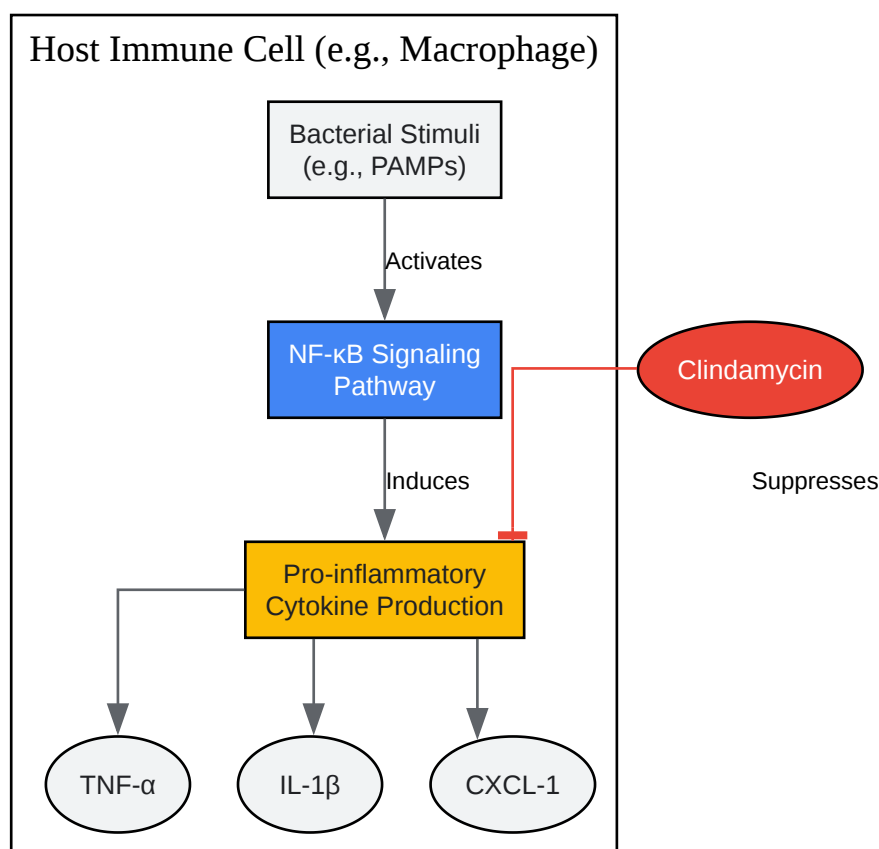 Host Immune Cell (e.g., Macrophage)
Bacterial Stimuli
(e.g., PAMPs)
Activates
NF-κB Signaling
Pathway
Clindamycin
Induces
Suppresses
Pro-inflammatory
Cytokine Production
TNF-α
IL-1β
CXCL-1